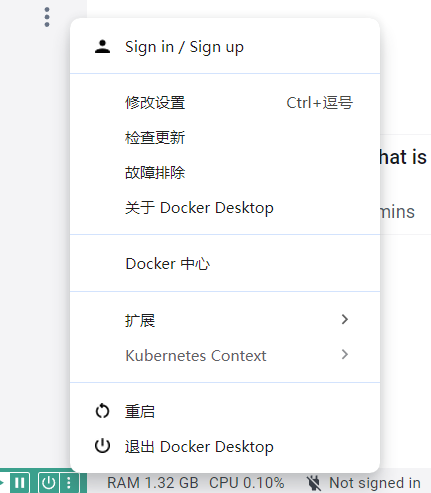 Sign in / Sign up
修改设置 Ctrl+逗号
检查更新
hat is
故障排除
关于 Docker Desktop
mins
Docker 中心
扩展
Kubernetes Context
重启
退出 Docker Desktop
RAM 1.32 GB CPU 0.10% Not signed in